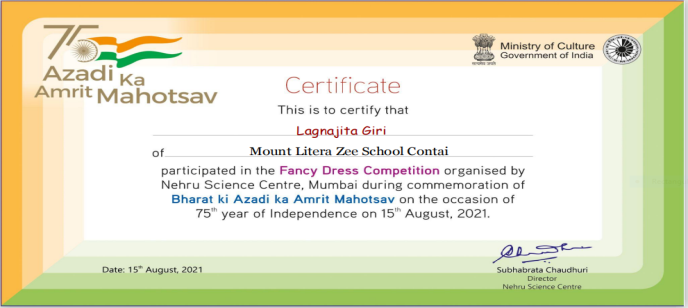 75
Azadi Ka
Amrit Mahotsav
Ministry of Culture
Government of India
Certificate
This is to certify that
Lagnajita Giri
of Mount Litera Zee School Contai
participated in the Fancy Dress Competition organised by
Nehru Science Centre, Mumbai during commemoration of
Bharat ki Azadi ka Amrit Mahotsav on the occasion of
75th year of Independence on 15th August, 2021.
Date: 15th August, 2021
Subhabrata Chaudhuri
Director
Nehru Science Centre